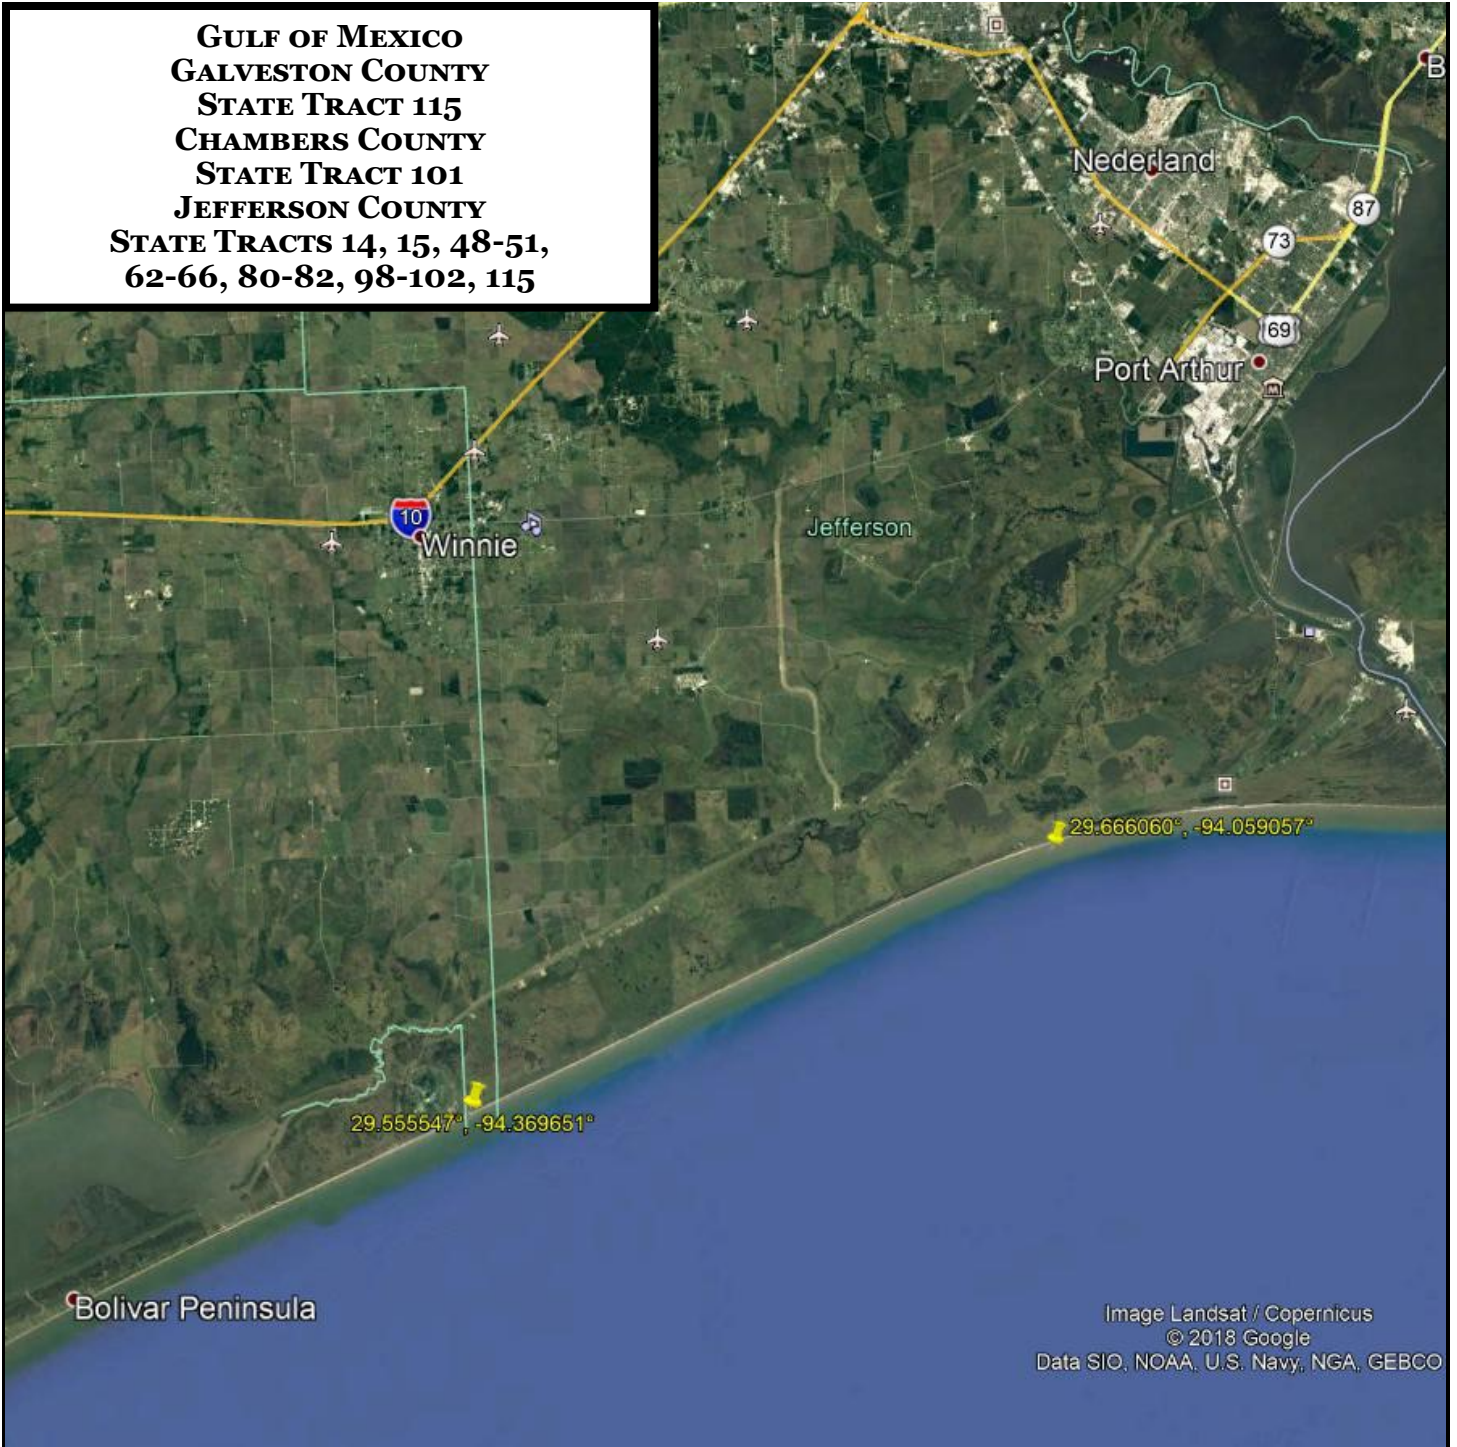 GULF OF MEXICO
GALVESTON COUNTY
STATE TRACT 115
CHAMBERS COUNTY
STATE TRACT 101
JEFFERSON COUNTY
STATE TRACTS 14, 15, 48-51,
62-66, 80-82, 98-102, 115
B
Nederland
87
73
69
Port Arthur
10
Winnie
Jefferson
29.666060°, -94.059057°
29.555547°, -94.369651°
Bolivar Peninsula
Image Landsat / Copernicus
© 2018 Google
Data SIO, NOAA, U.S. Navy, NGA, GEBCO